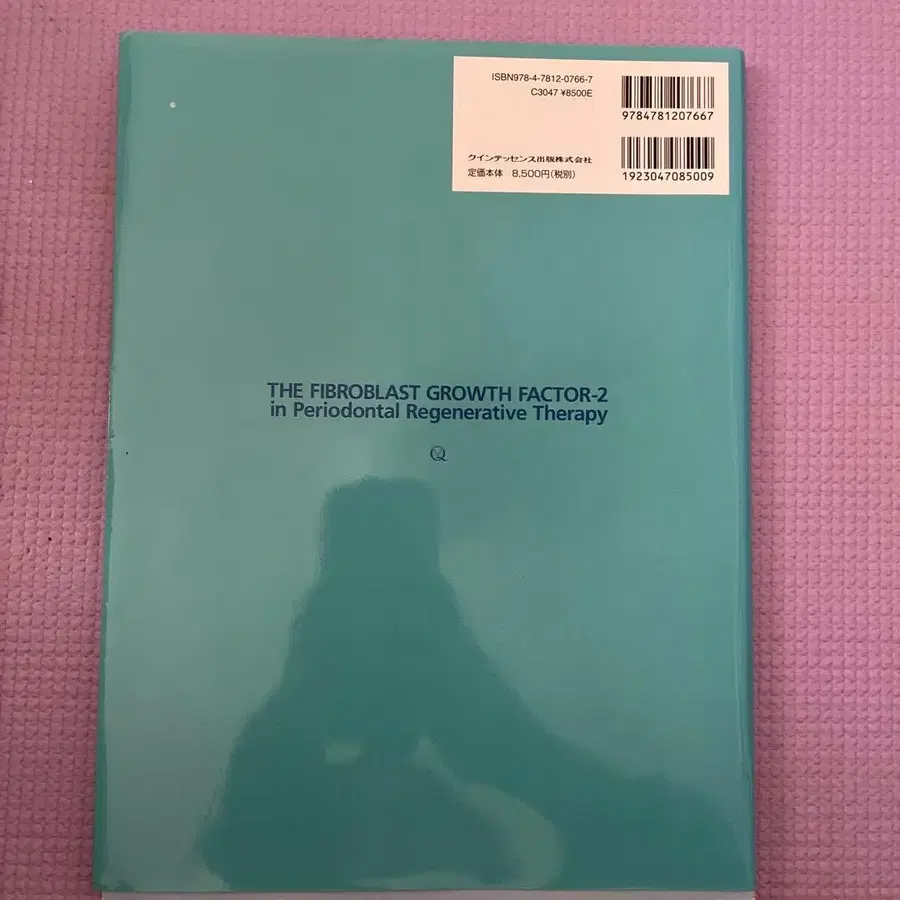 ISBN978-4-7812-0766-7
C3047 ¥8500E
9784781207667
クインテッセンス出版株式会社
定価本体 8,500円(税別)
1923047085009
THE FIBROBLAST GROWTH FACTOR-2
in Periodontal Regenerative Therapy
Q